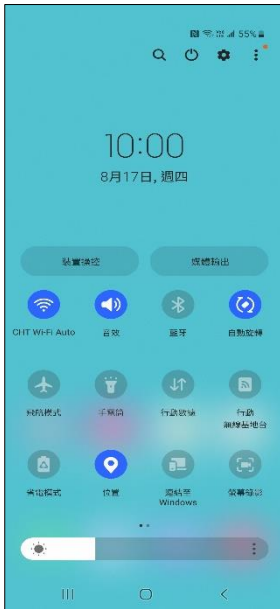 55%
10:00
8月17日, 週四
裝置操控
媒體輸出
CHT Wi-Fi Auto
音效
藍牙
自動旋轉
飛航模式
手電筒
行動數據
行動
無線基地台
省電模式
位置
連結至
Windows
螢幕錄影